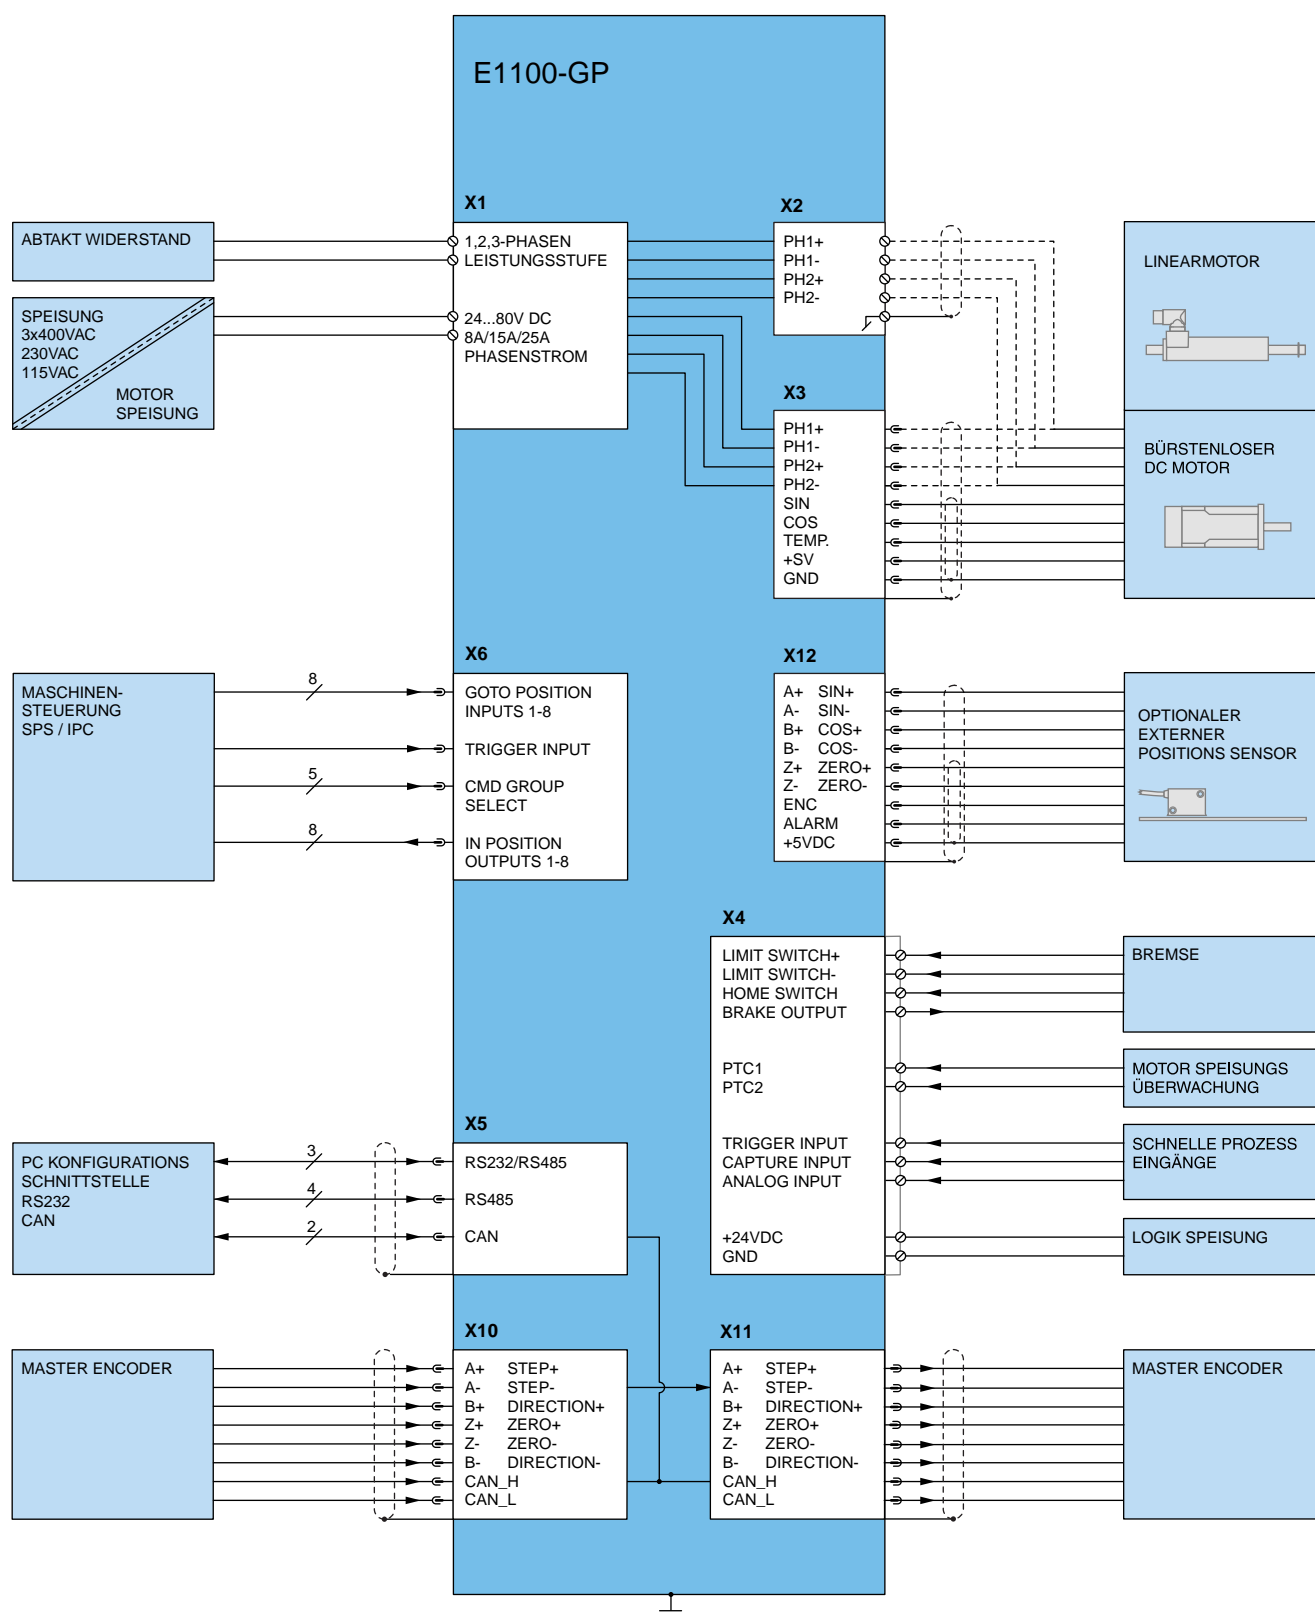 E1100-GP
X1
ABTAKT WIDERSTAND
1,2,3-PHASEN
LEISTUNGSSTUFE
SPEISUNG
3x400VAC
230VAC
115VAC
MOTOR
SPEISUNG
24...80V DC
8A/15A/25A
PHASENSTROM
X2
PH1+
PH1-
PH2+
PH2-
LINEARMOTOR
X3
PH1+
PH1-
PH2+
PH2-
SIN
COS
TEMP.
+SV
GND
BÜRSTENLOSER
DC MOTOR
X6
MASCHINEN-
STEUERUNG
SPS / IPC
8
5
8
GOTO POSITION
INPUTS 1-8
TRIGGER INPUT
CMD GROUP
SELECT
IN POSITION
OUTPUTS 1-8
X12
A+ SIN+
A- SIN-
B+ COS+
B- COS-
Z+ ZERO+
Z- ZERO-
ENC
ALARM
+5VDC
OPTIONALER
EXTERNER
POSITIONS SENSOR
X4
LIMIT SWITCH+
LIMIT SWITCH-
HOME SWITCH
BRAKE OUTPUT
PTC1
PTC2
TRIGGER INPUT
CAPTURE INPUT
ANALOG INPUT
+24VDC
GND
BREMSE
MOTOR SPEISUNGS
ÜBERWACHUNG
SCHNELLE PROZESS
EINGÄNGE
LOGIK SPEISUNG
X5
PC KONFIGURATIONS
SCHNITTSTELLE
RS232
CAN
3
4
2
RS232/RS485
RS485
CAN
X10
MASTER ENCODER
A+ STEP+
A- STEP-
B+ DIRECTION+
Z+ ZERO+
Z- ZERO-
B- DIRECTION-
CAN_H
CAN_L
X11
A+ STEP+
A- STEP-
B+ DIRECTION+
Z+ ZERO+
Z- ZERO-
B- DIRECTION-
CAN_H
CAN_L
MASTER ENCODER